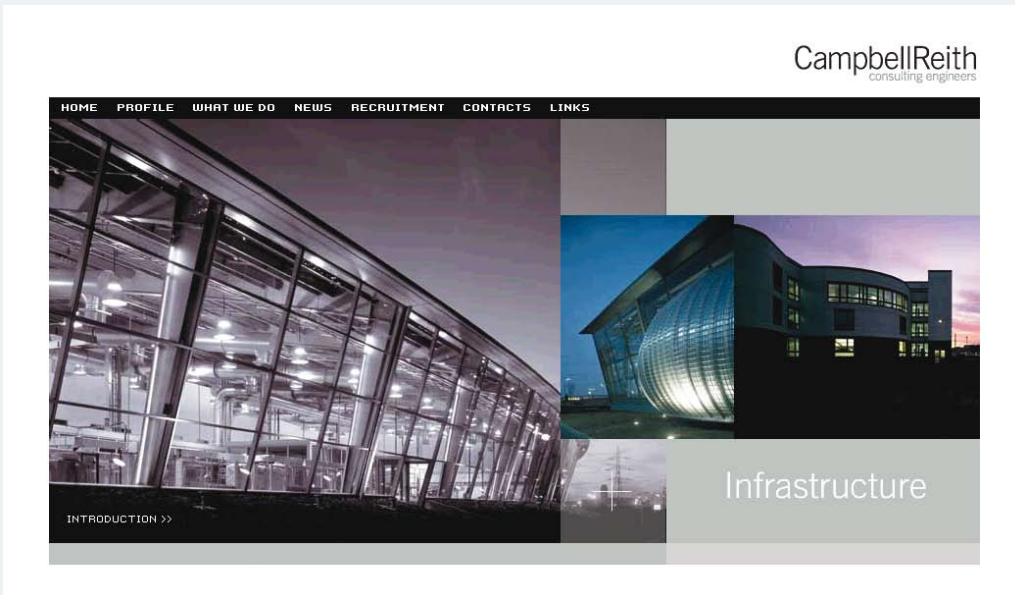 CampbellReith
consulting engineers
HOME PROFILE WHAT WE DO NEWS RECRUITMENT CONTACTS LINKS
Infrastructure
INTRODUCTION >>